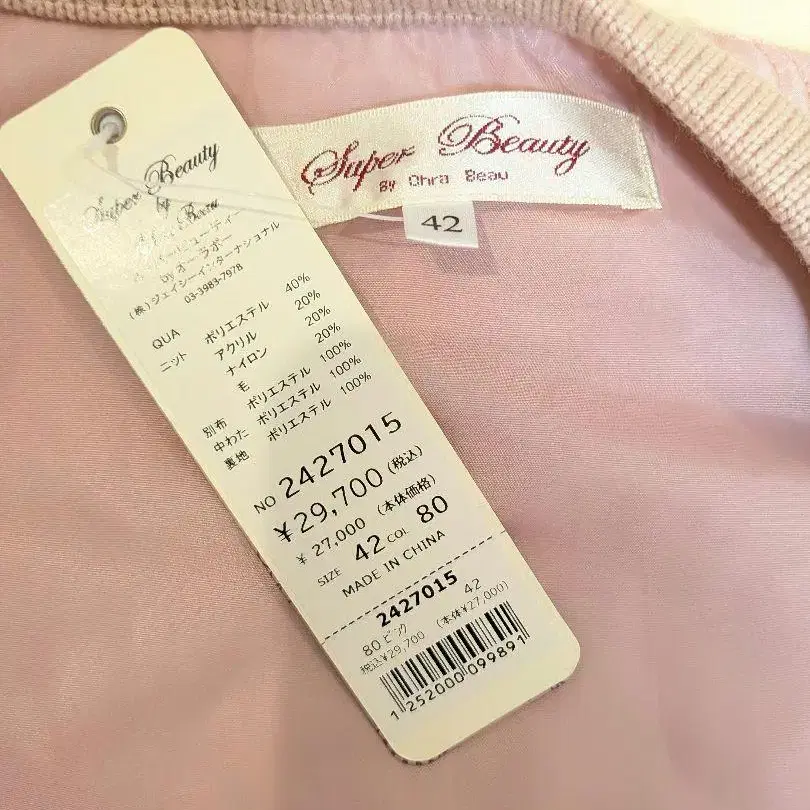 Super Beauty
By Ohra Beau
42
Super Beauty
by
スーパービューティー
byオーラボー
(株)ジェイシーインターナショナル
03-3983-7978
QUA
ニット ポリエステル 40%
アクリル 20%
ナイロン 20%
毛 20%
別布 ポリエステル 100%
中わた ポリエステル 100%
裏地 ポリエステル 100%
NO 2427015
¥29,700 (税込)
¥ 27,000 (本体価格)
SIZE 42 COL 80
MADE IN CHINA
2427015
80 ピンク 42
税込¥29,700 (本体¥27,000)
1252000099891